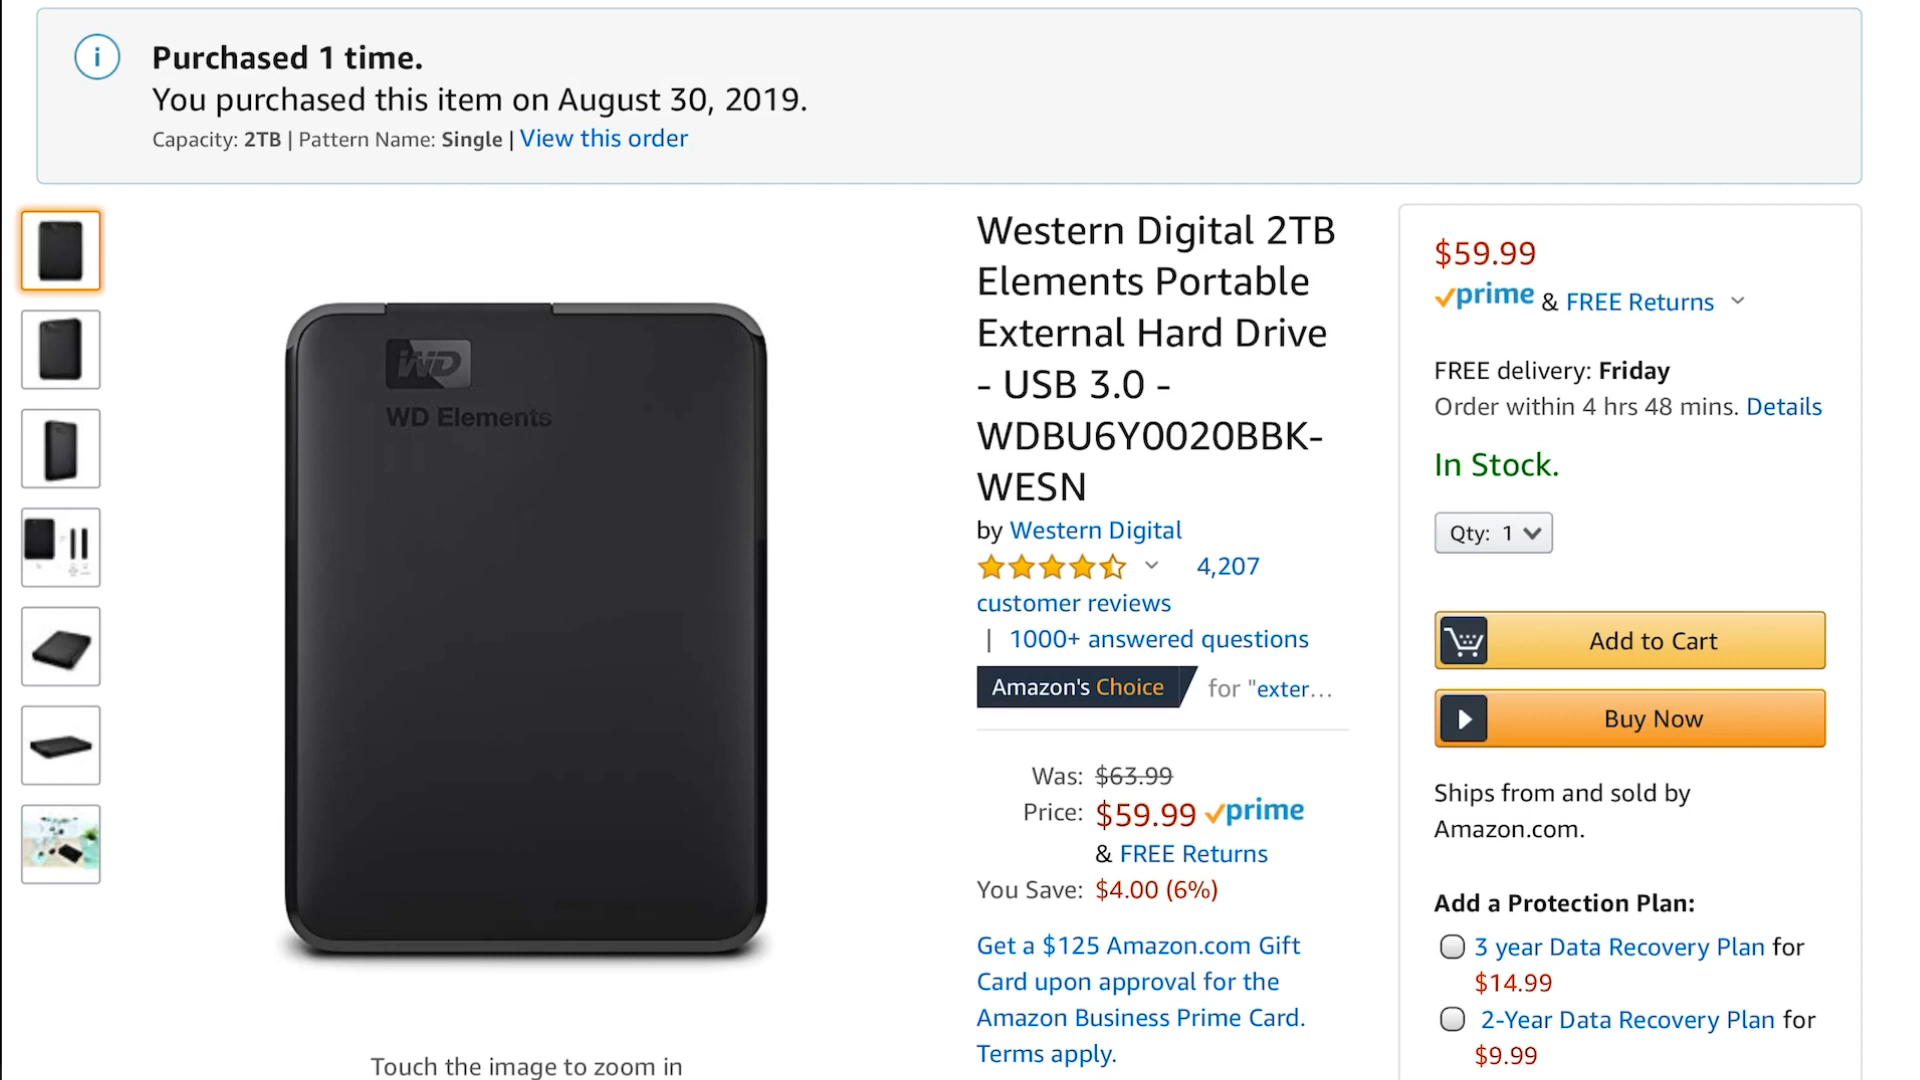 Purchased 1 time.
You purchased this item on August 30, 2019.
Capacity: 2TB | Pattern Name: Single | View this order
WD
WD Elements
Touch the image to zoom in
Western Digital 2TB
Elements Portable
External Hard Drive
- USB 3.0 -
WDBU6Y0020BBK-
WESN
by Western Digital
4,207
customer reviews
| 1000+ answered questions
Amazon's Choice for "exter...
Was: $63.99
Price: $59.99 prime
& FREE Returns
You Save: $4.00 (6%)
Get a $125 Amazon.com Gift
Card upon approval for the
Amazon Business Prime Card.
Terms apply.
$59.99
prime & FREE Returns
FREE delivery: Friday
Order within 4 hrs 48 mins. Details
In Stock.
Qty: 1
Add to Cart
Buy Now
Ships from and sold by
Amazon.com.
Add a Protection Plan:
3 year Data Recovery Plan for
$14.99
2-Year Data Recovery Plan for
$9.99